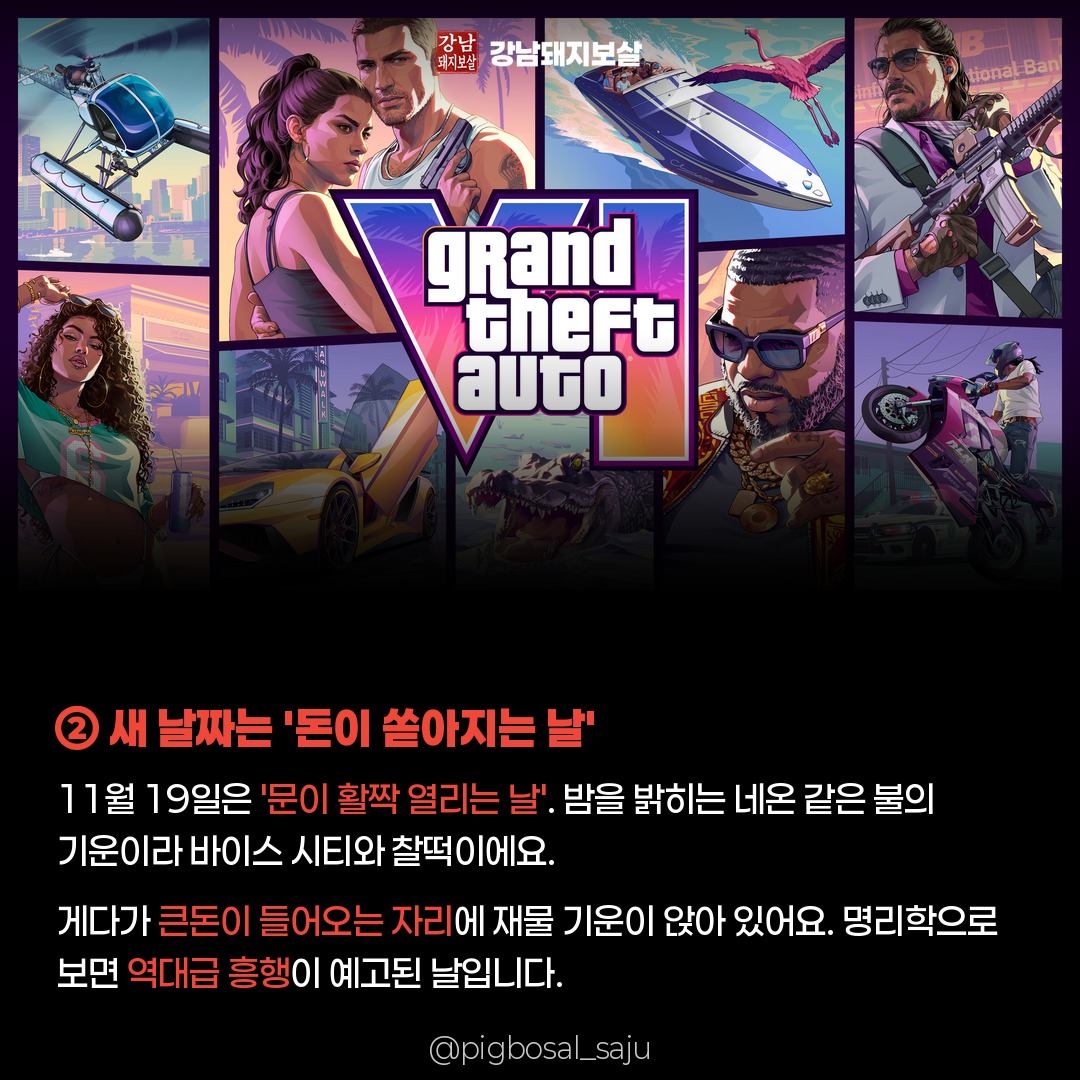 강남
돼지보살
강남돼지보살
VI
grand
theft
auto
② 새 날짜는 '돈이 쏟아지는 날'
11월 19일은 '문이 활짝 열리는 날'. 밤을 밝히는 네온 같은 불의
기운이라 바이스 시티와 찰떡이에요.
게다가 큰돈이 들어오는 자리에 재물 기운이 앉아 있어요. 명리학으로
보면 역대급 흥행이 예고된 날입니다.
@pigbosal_saju